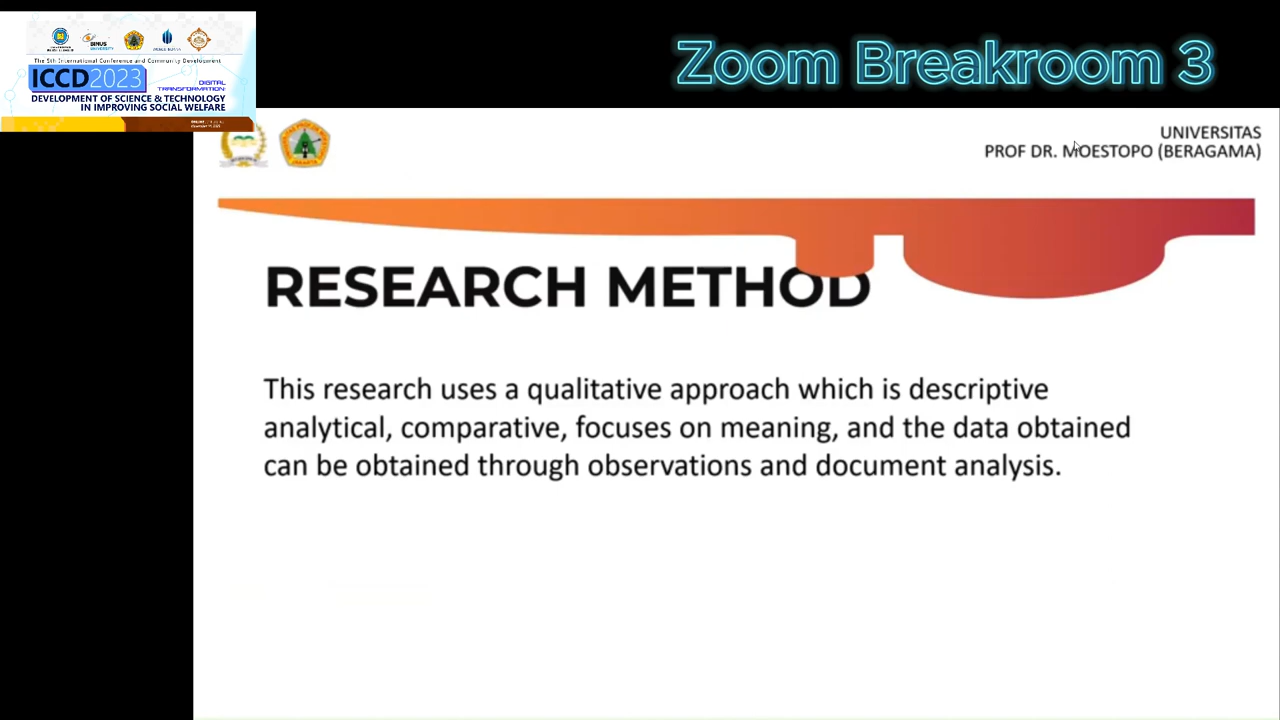 Zoom Breakroom 3
BINUS
UNIVERSITY
The 5th International Conference and Community Development
ICCD2023
DIGITAL
TRANSFORMATION:
DEVELOPMENT OF SCIENCE & TECHNOLOGY
IN IMPROVING SOCIAL WELFARE
UNIVERSITAS
PROF DR. MOESTOPO (BERAGAMA)
RESEARCH METHOD
This research uses a qualitative approach which is descriptive
analytical, comparative, focuses on meaning, and the data obtained
can be obtained through observations and document analysis.